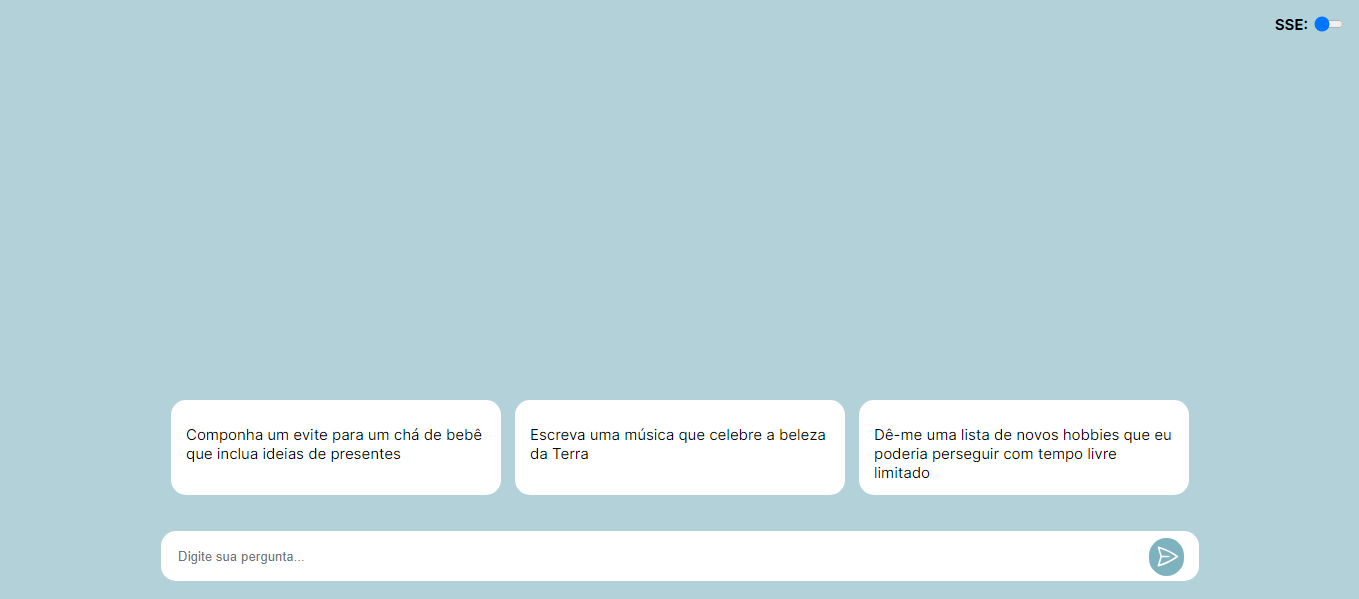 SSE:
Componha um evite para um chá de bebê
que inclua ideias de presentes
Escreva uma música que celebre a beleza
da Terra
Dê-me uma lista de novos hobbies que eu
poderia perseguir com tempo livre
limitado
Digite sua pergunta...